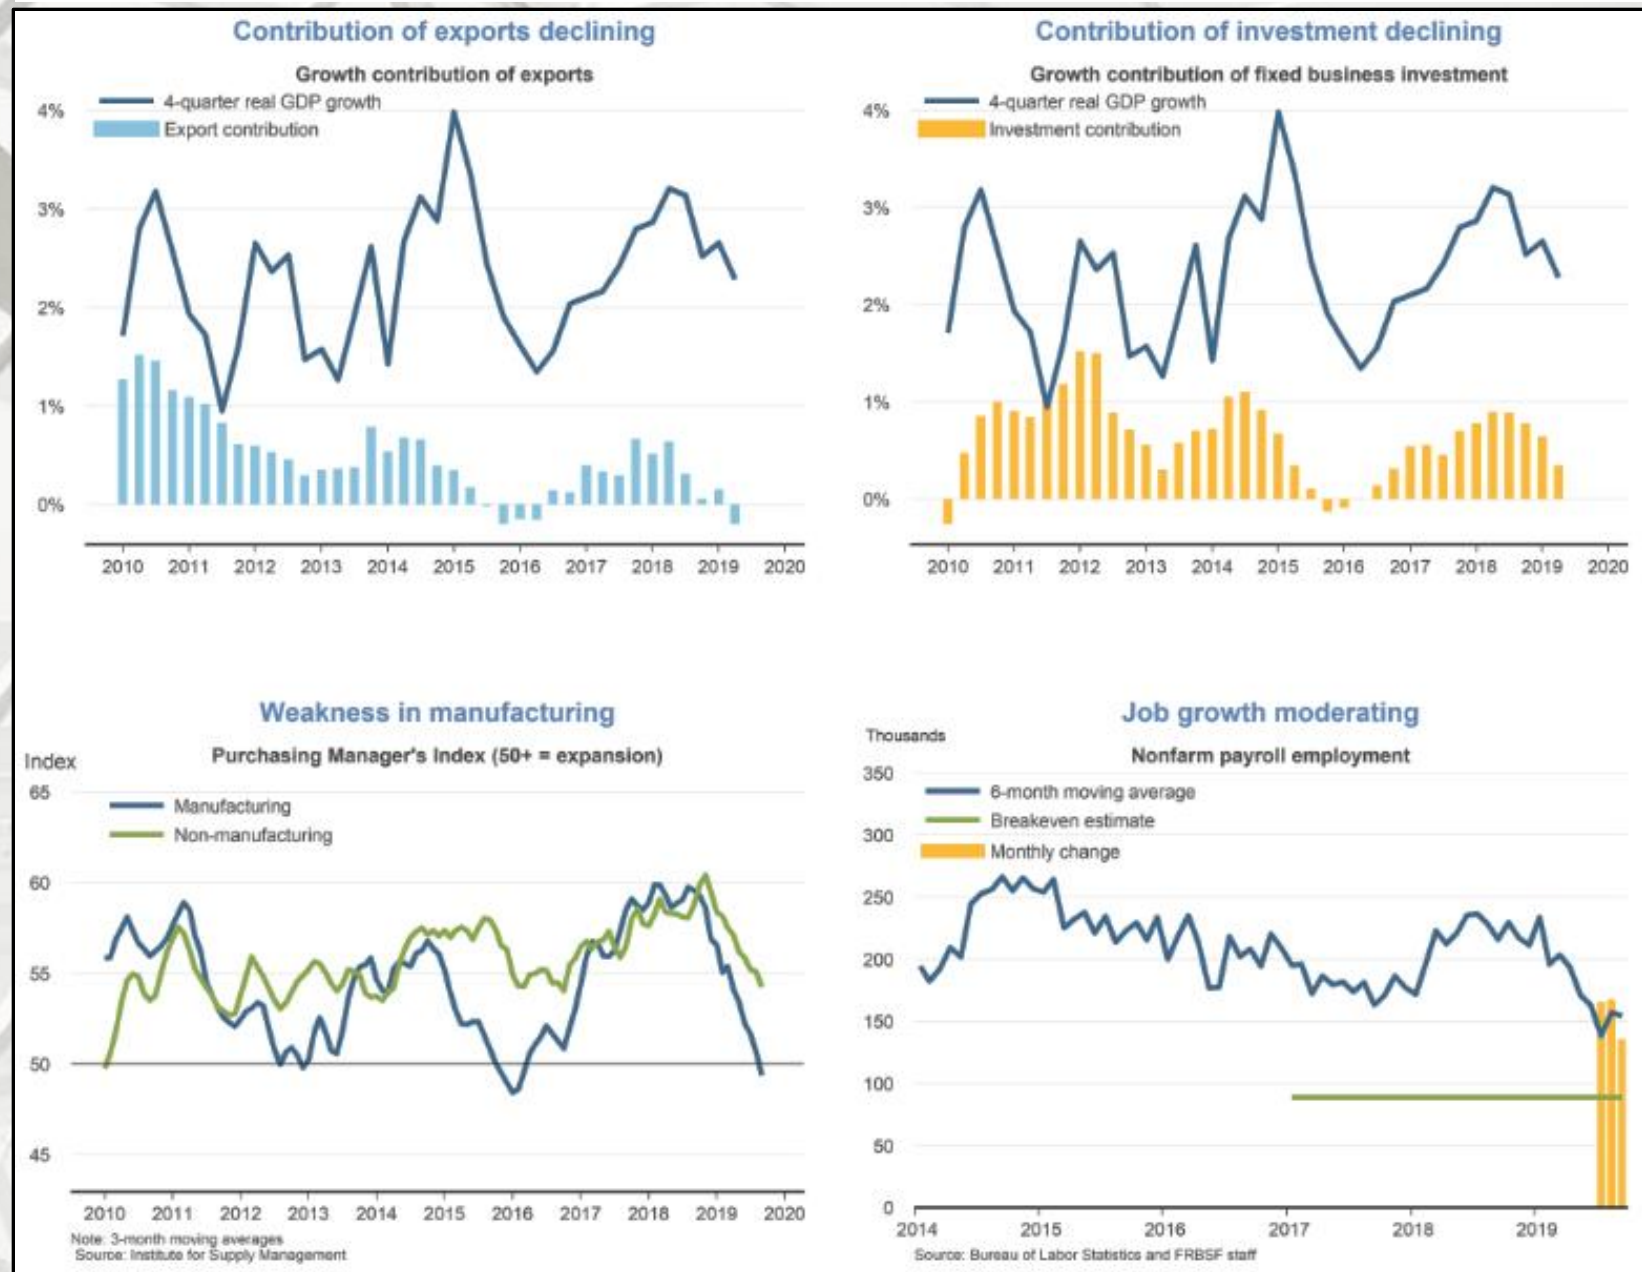 Contribution of exports declining
Growth contribution of exports
4-quarter real GDP growth
Export contribution
4%
3%
2%
1%
0%
2010 2011 2012 2013 2014 2015 2016 2017 2018 2019 2020
Contribution of investment declining
Growth contribution of fixed business investment
4-quarter real GDP growth
Investment contribution
4%
3%
2%
1%
0%
2010 2011 2012 2013 2014 2015 2016 2017 2018 2019 2020
Weakness in manufacturing
Purchasing Manager's Index (50+ = expansion)
Index
Manufacturing
Non-manufacturing
65
60
55
50
45
2010 2011 2012 2013 2014 2015 2016 2017 2018 2019 2020
Note: 3-month moving averages
Source: Institute for Supply Management
Job growth moderating
Thousands
Nonfarm payroll employment
6-month moving average
Breakeven estimate
Monthly change
350
300
250
200
150
100
50
0
2014 2015 2016 2017 2018 2019
Source: Bureau of Labor Statistics and FRBSF staff